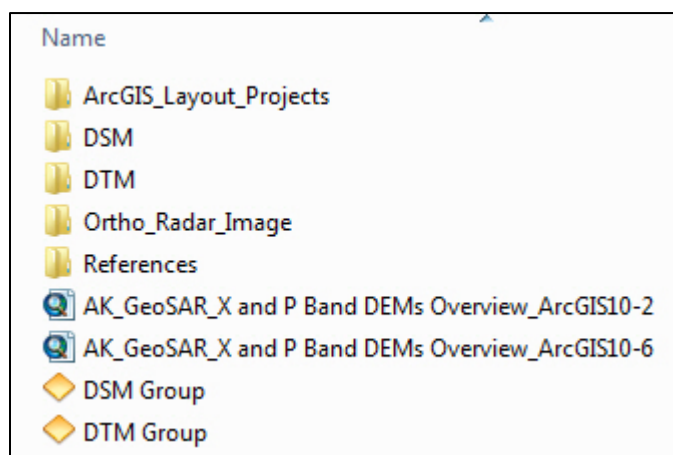 Name
ArcGIS_Layout_Projects
DSM
DTM
Ortho_Radar_Image
References
AK_GeoSAR_X and P Band DEMs Overview_ArcGIS10-2
AK_GeoSAR_X and P Band DEMs Overview_ArcGIS10-6
DSM Group
DTM Group